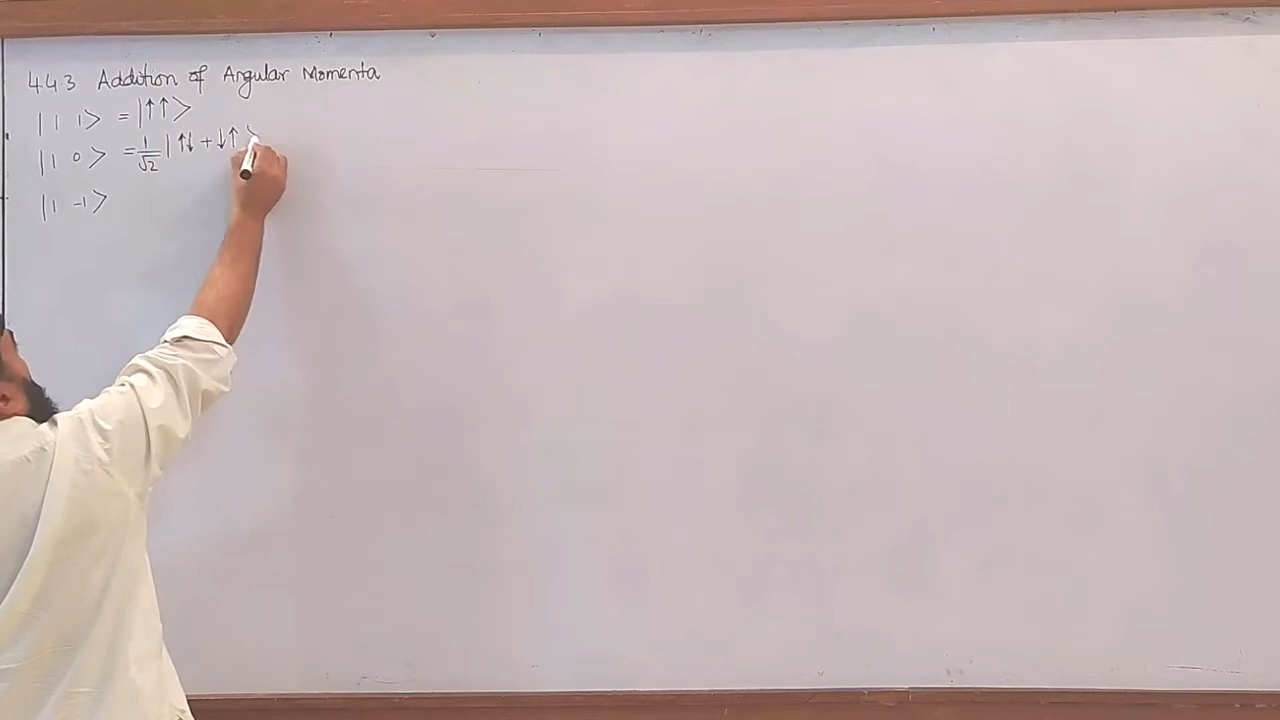 4.4.3 Addition of Angular Momenta
|1 1> = |↑↑>
|1 0> = 1/√2 |↑↓+↓↑>
|1 -1>